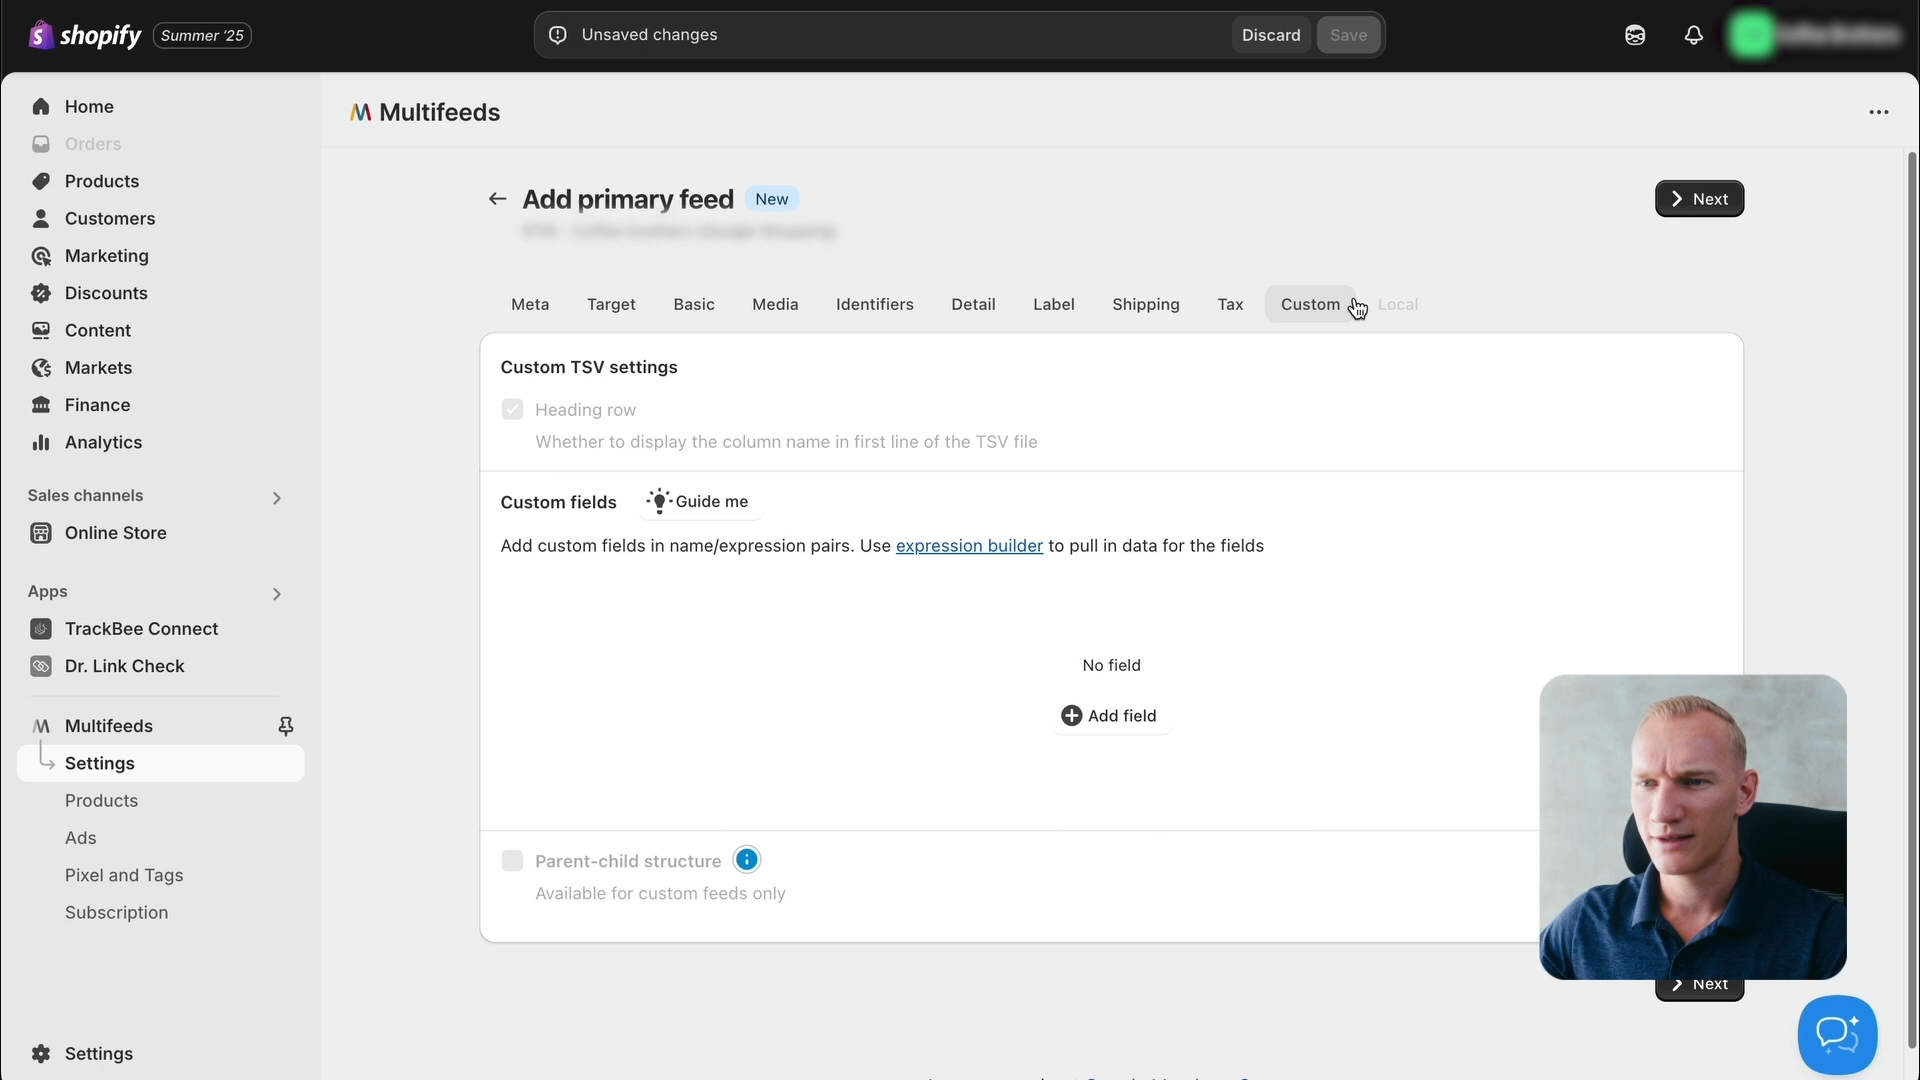 shopify Summer '25
Unsaved changes
Discard
Save
Home
Orders
Products
Customers
Marketing
Discounts
Content
Markets
Finance
Analytics
Sales channels
Online Store
Apps
TrackBee Connect
Dr. Link Check
Multifeeds
Settings
Products
Ads
Pixel and Tags
Subscription
Settings
Multifeeds
Add primary feed New
Next
Meta Target Basic Media Identifiers Detail Label Shipping Tax Custom Local
Custom TSV settings
Heading row
Whether to display the column name in first line of the TSV file
Custom fields Guide me
Add custom fields in name/expression pairs. Use expression builder to pull in data for the fields
No field
Add field
Parent-child structure
Available for custom feeds only
Next